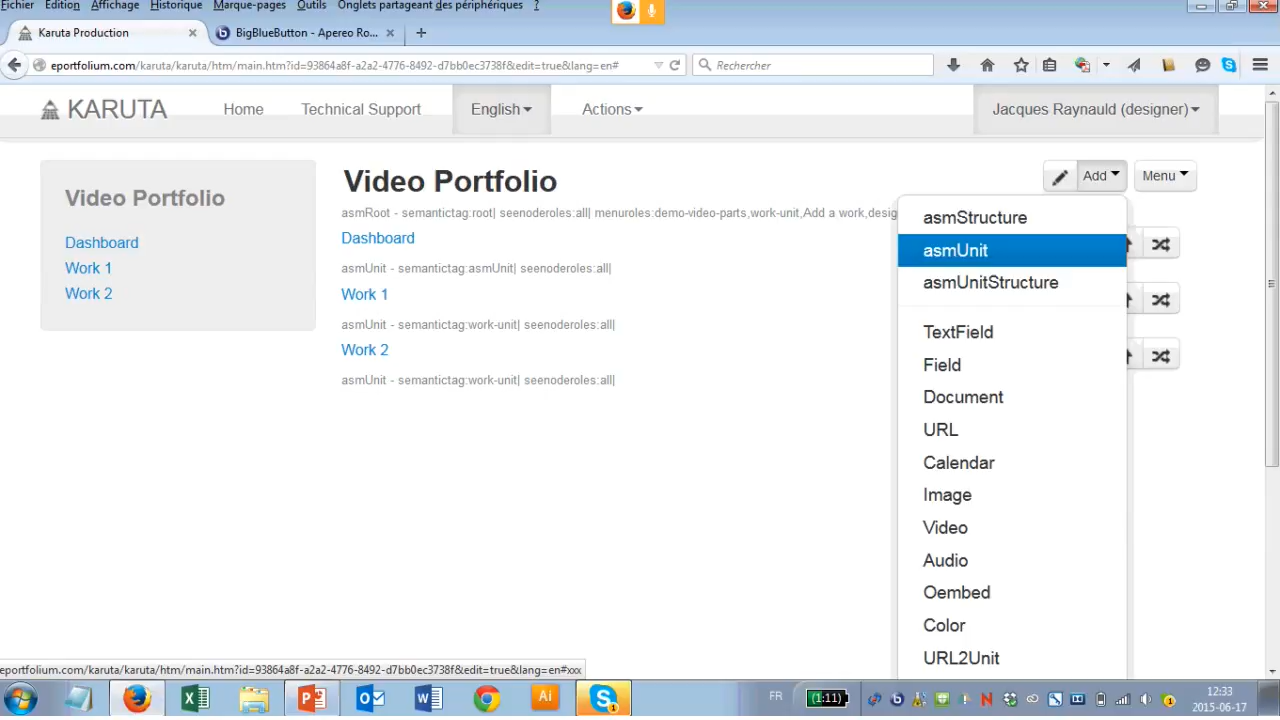 Fichier Edition Affichage Historique Marque-pages Outils Onglets partageant des périphériques ?
Karuta Production × BigBlueButton - Apereo Ro... × +
eportfolium.com/karuta/karuta/htm/main.htm?id=93864a8f-a2a2-4776-8492-d7bb0ec3738f&edit=true&lang=en#
Rechercher
KARUTA Home Technical Support English Actions Jacques Raynauld (designer)
Video Portfolio
Dashboard
Work 1
Work 2
Video Portfolio
asmRoot - semantictag:root| seenoderoles:all| menuroles:demo-video-parts,work-unit,Add a work,desig
Dashboard
asmUnit - semantictag:asmUnit| seenoderoles:all|
Work 1
asmUnit - semantictag:work-unit| seenoderoles:all|
Work 2
asmUnit - semantictag:work-unit| seenoderoles:all|
Add Menu
asmStructure
asmUnit
asmUnitStructure
TextField
Field
Document
URL
Calendar
Image
Video
Audio
Oembed
Color
URL2Unit
eportfolium.com/karuta/karuta/htm/main.htm?id=93864a8f-a2a2-4776-8492-d7bb0ec3738f&edit=true&lang=en#xxx
FR (1:11) 12:33
2015-06-17